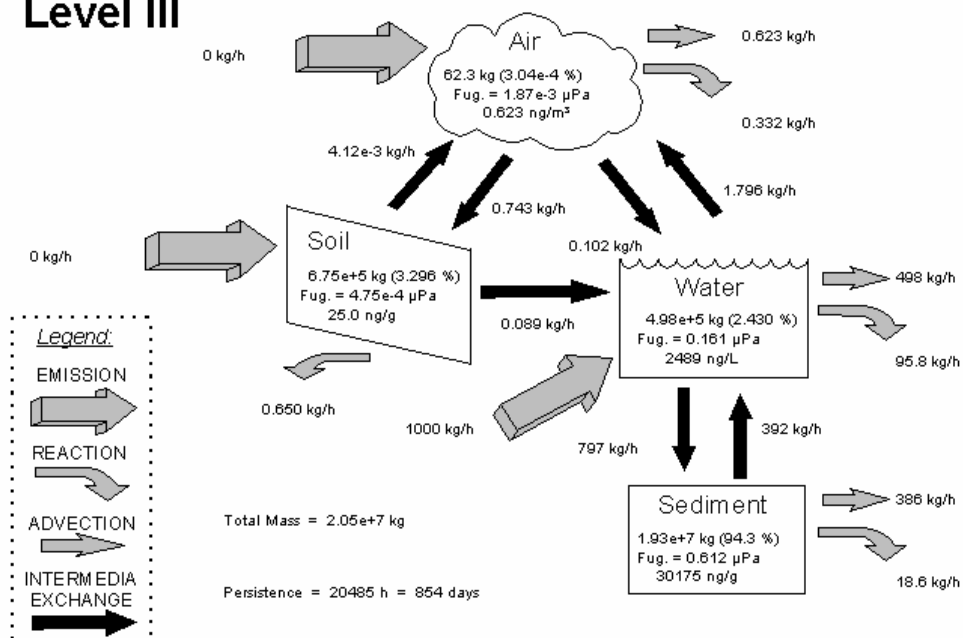 Level III
0 kg/h
Air
62.3 kg (3.04e-4 %)
Fug. = 1.87e-3 µPa
0.623 ng/m³
0.623 kg/h
0.332 kg/h
4.12e-3 kg/h
0.743 kg/h
0.102 kg/h
1.796 kg/h
0 kg/h
Soil
6.75e+5 kg (3.296 %)
Fug. = 4.75e-4 µPa
25.0 ng/g
0.089 kg/h
0.650 kg/h
Water
4.98e+5 kg (2.430 %)
Fug. = 0.161 µPa
2489 ng/L
498 kg/h
95.8 kg/h
1000 kg/h
797 kg/h
392 kg/h
Sediment
1.93e+7 kg (94.3 %)
Fug. = 0.612 µPa
30175 ng/g
386 kg/h
18.6 kg/h
Legend:
EMISSION
REACTION
ADVECTION
INTERMEDIA
EXCHANGE
Total Mass = 2.05e+7 kg
Persistence = 20485 h = 854 days